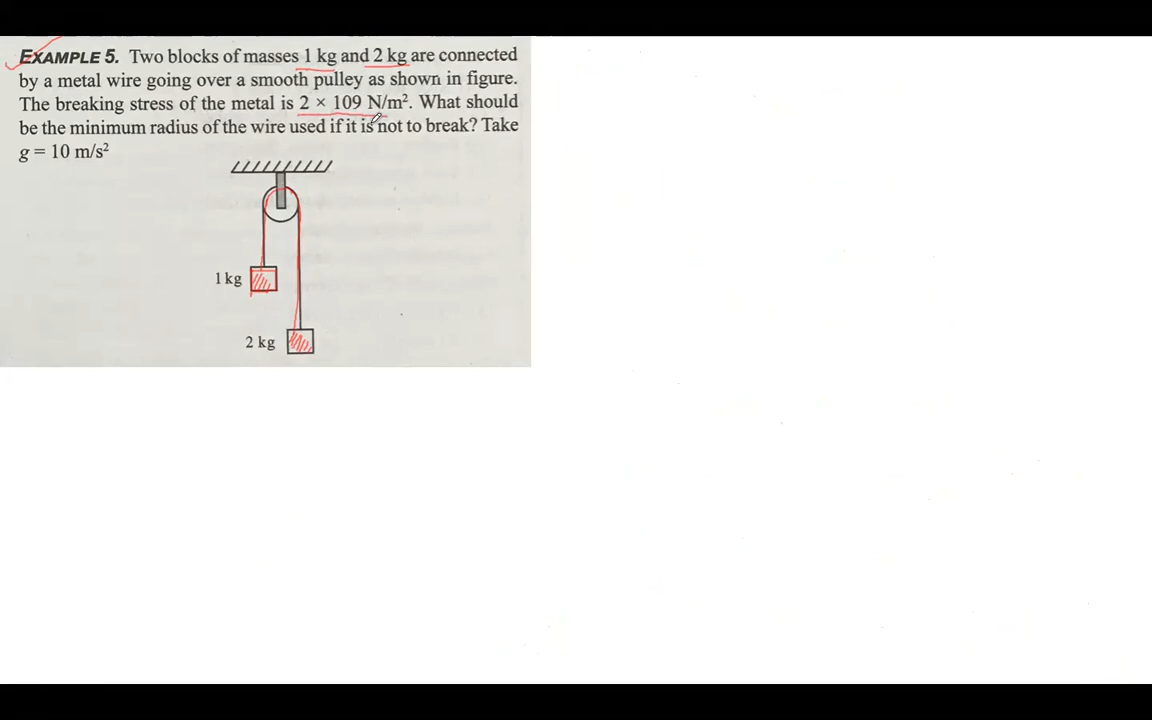 EXAMPLE 5. Two blocks of masses 1 kg and 2 kg are connected
by a metal wire going over a smooth pulley as shown in figure.
The breaking stress of the metal is 2 × 109 N/m². What should
be the minimum radius of the wire used if it is not to break? Take
g = 10 m/s²
1 kg
2 kg